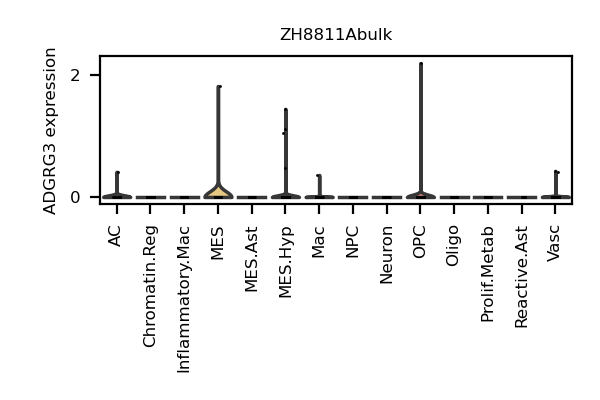 ZH8811Abulk
ADGRG3 expression
2
0
AC
Chromatin.Reg
Inflammatory.Mac
MES
MES.Ast
MES.Hyp
Mac
NPC
Neuron
OPC
Oligo
Prolif.Metab
Reactive.Ast
Vasc